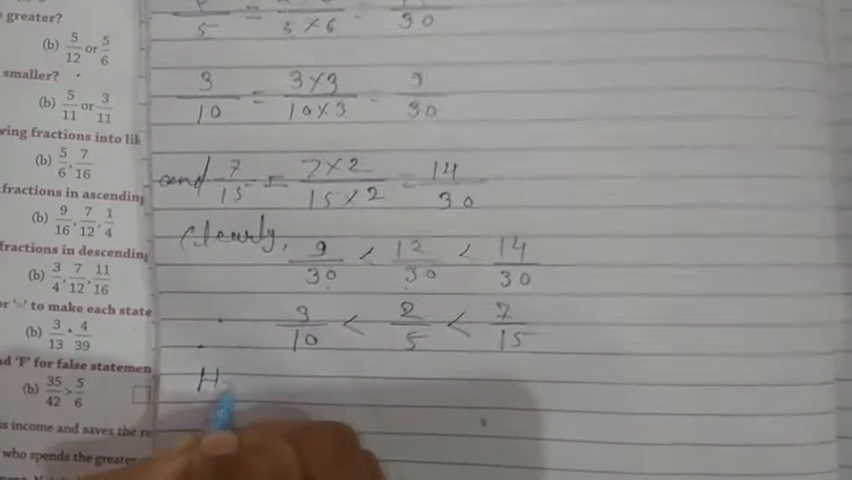 greater?
(b) 5/12 or 5/6
smaller?
(b) 5/11 or 3/11
fractions into
(b) 5/6, 7/16
fractions in ascending
(b) 9/16, 7/12, 1/4
fractions in descending
(b) 3/4, 7/12, 11/16
to make each state
(b) 3/13 * 4/39
'F' for false statemen
(b) 35/42 > 5/6
income and saves the
who spends the
5 = 5×6 30
3/10 = 3×3/10×3 - 9/30
and 7/15 = 7×2/15×2 = 14/30
Clearly, 9/30 < 12/30 < 14/30
3/10 < 2/5 < 7/15
H